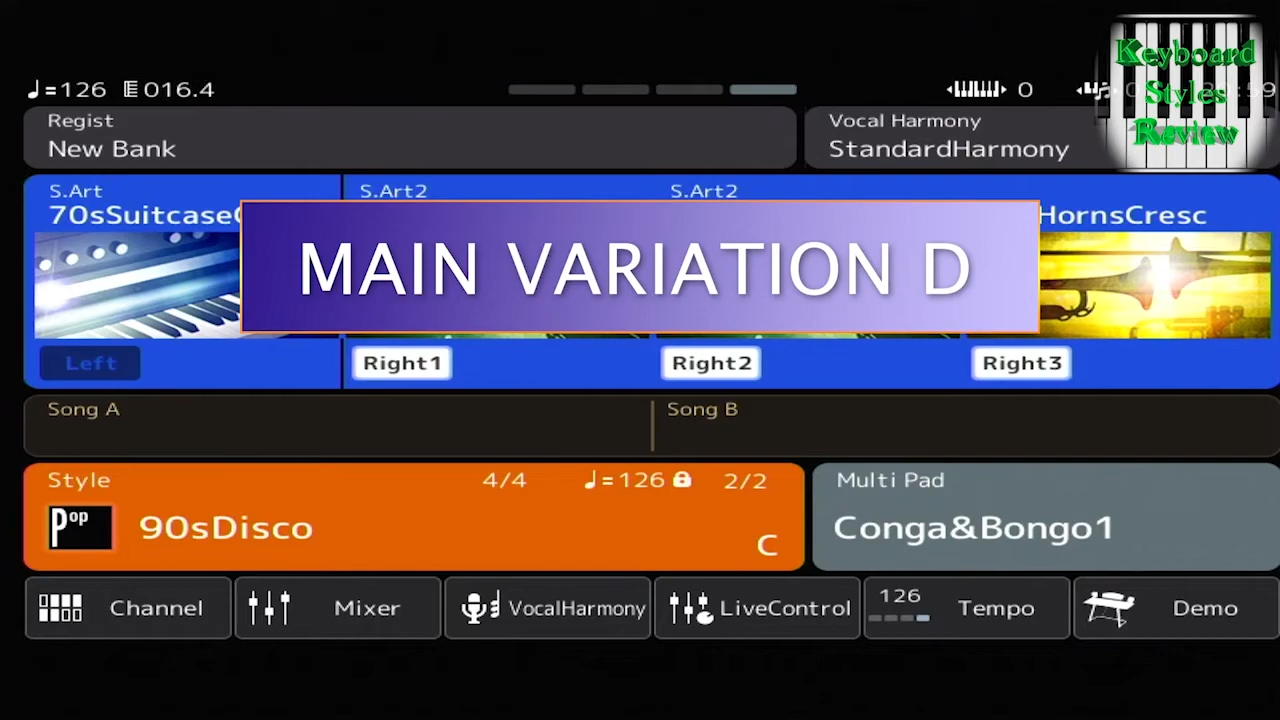 ♩=126 016.4
0
59
Keyboard
Styles
Review
Regist
New Bank
Vocal Harmony
StandardHarmony
S.Art
S.Art2
S.Art2
70sSuitcase
HornsCresc
MAIN VARIATION D
Left
Right1
Right2
Right3
Song A
Song B
Style 4/4 ♩=126 2/2
Pop
90sDisco
C
Multi Pad
Conga&Bongo1
Channel
Mixer
VocalHarmony
LiveControl
126
Tempo
Demo